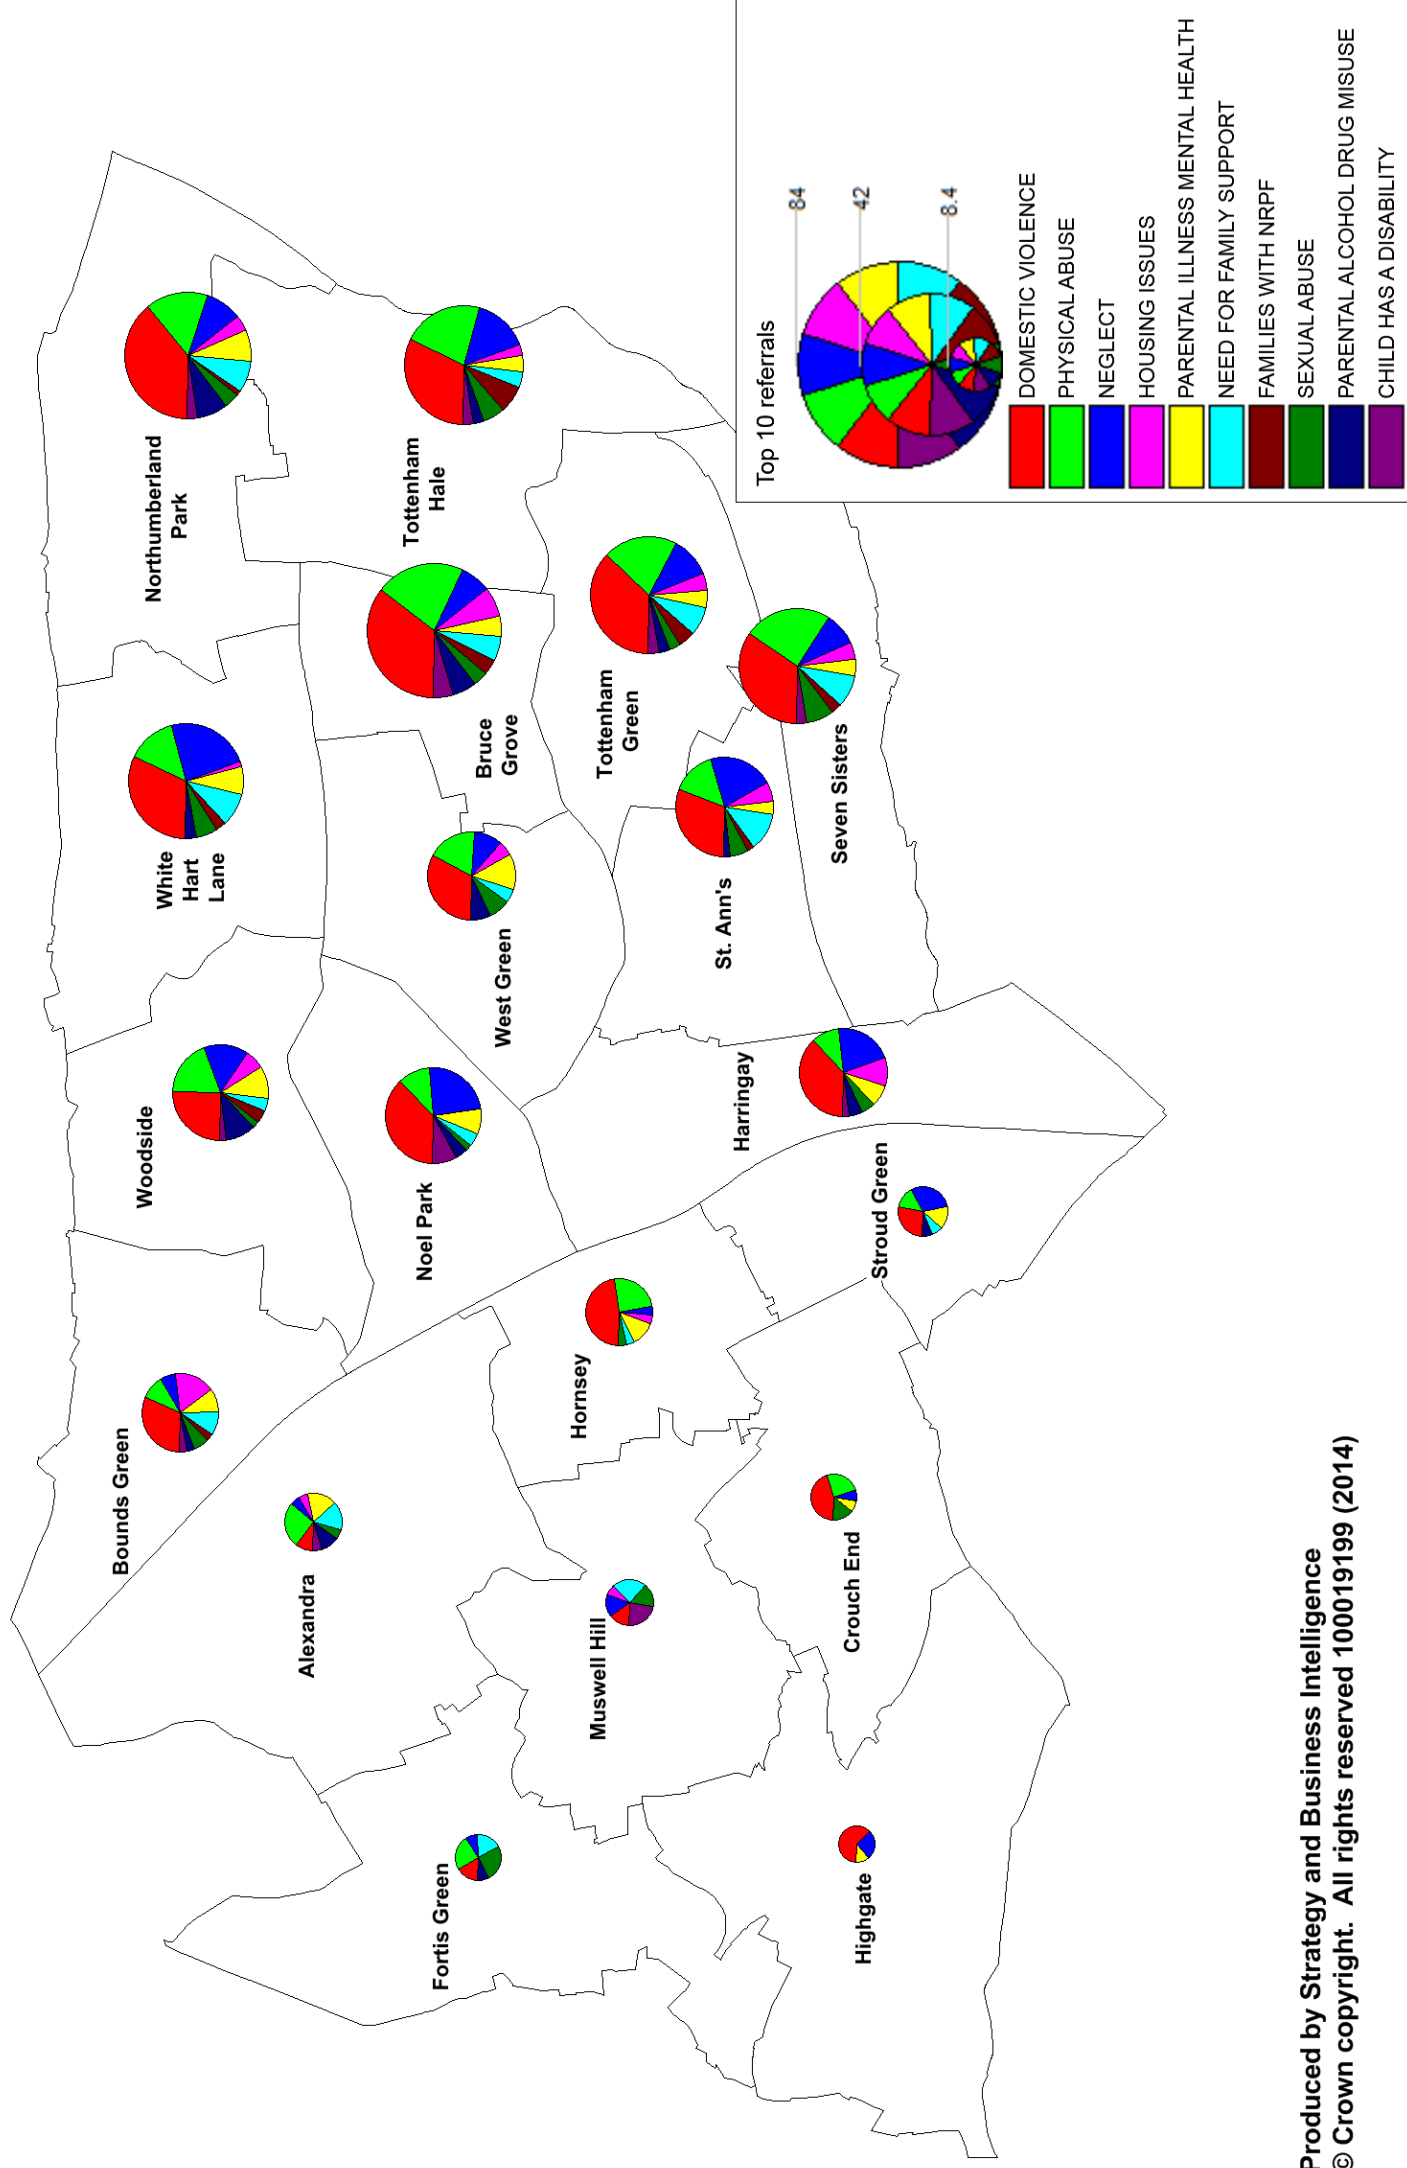 Northumberland
Park
Tottenham
Hale
White
Hart
Lane
Bruce
Grove
Tottenham
Green
Seven Sisters
St. Ann's
West Green
Woodside
Noel Park
Harringay
Stroud Green
Bounds Green
Hornsey
Alexandra
Muswell Hill
Crouch End
Fortis Green
Highgate
Top 10 referrals
84
42
8.4
DOMESTIC VIOLENCE
PHYSICAL ABUSE
NEGLECT
HOUSING ISSUES
PARENTAL ILLNESS MENTAL HEALTH
NEED FOR FAMILY SUPPORT
FAMILIES WITH NRPF
SEXUAL ABUSE
PARENTAL ALCOHOL DRUG MISUSE
CHILD HAS A DISABILITY
Produced by Strategy and Business Intelligence
© Crown copyright. All rights reserved 100019199 (2014)